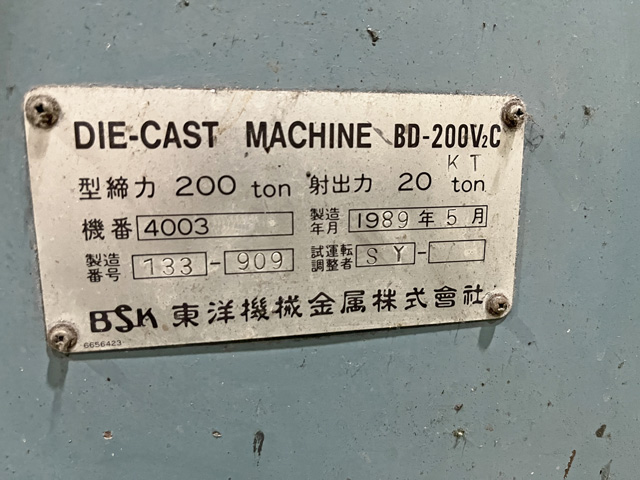 DIE-CAST MACHINE BD-200V₂C
KT
型締力 200 ton 射出力 20 ton
機番 4003 製造年月 1989年5月
製造番号 133-909 試運転調整者 SY-
BSK 東洋機械金属株式會社
6656423